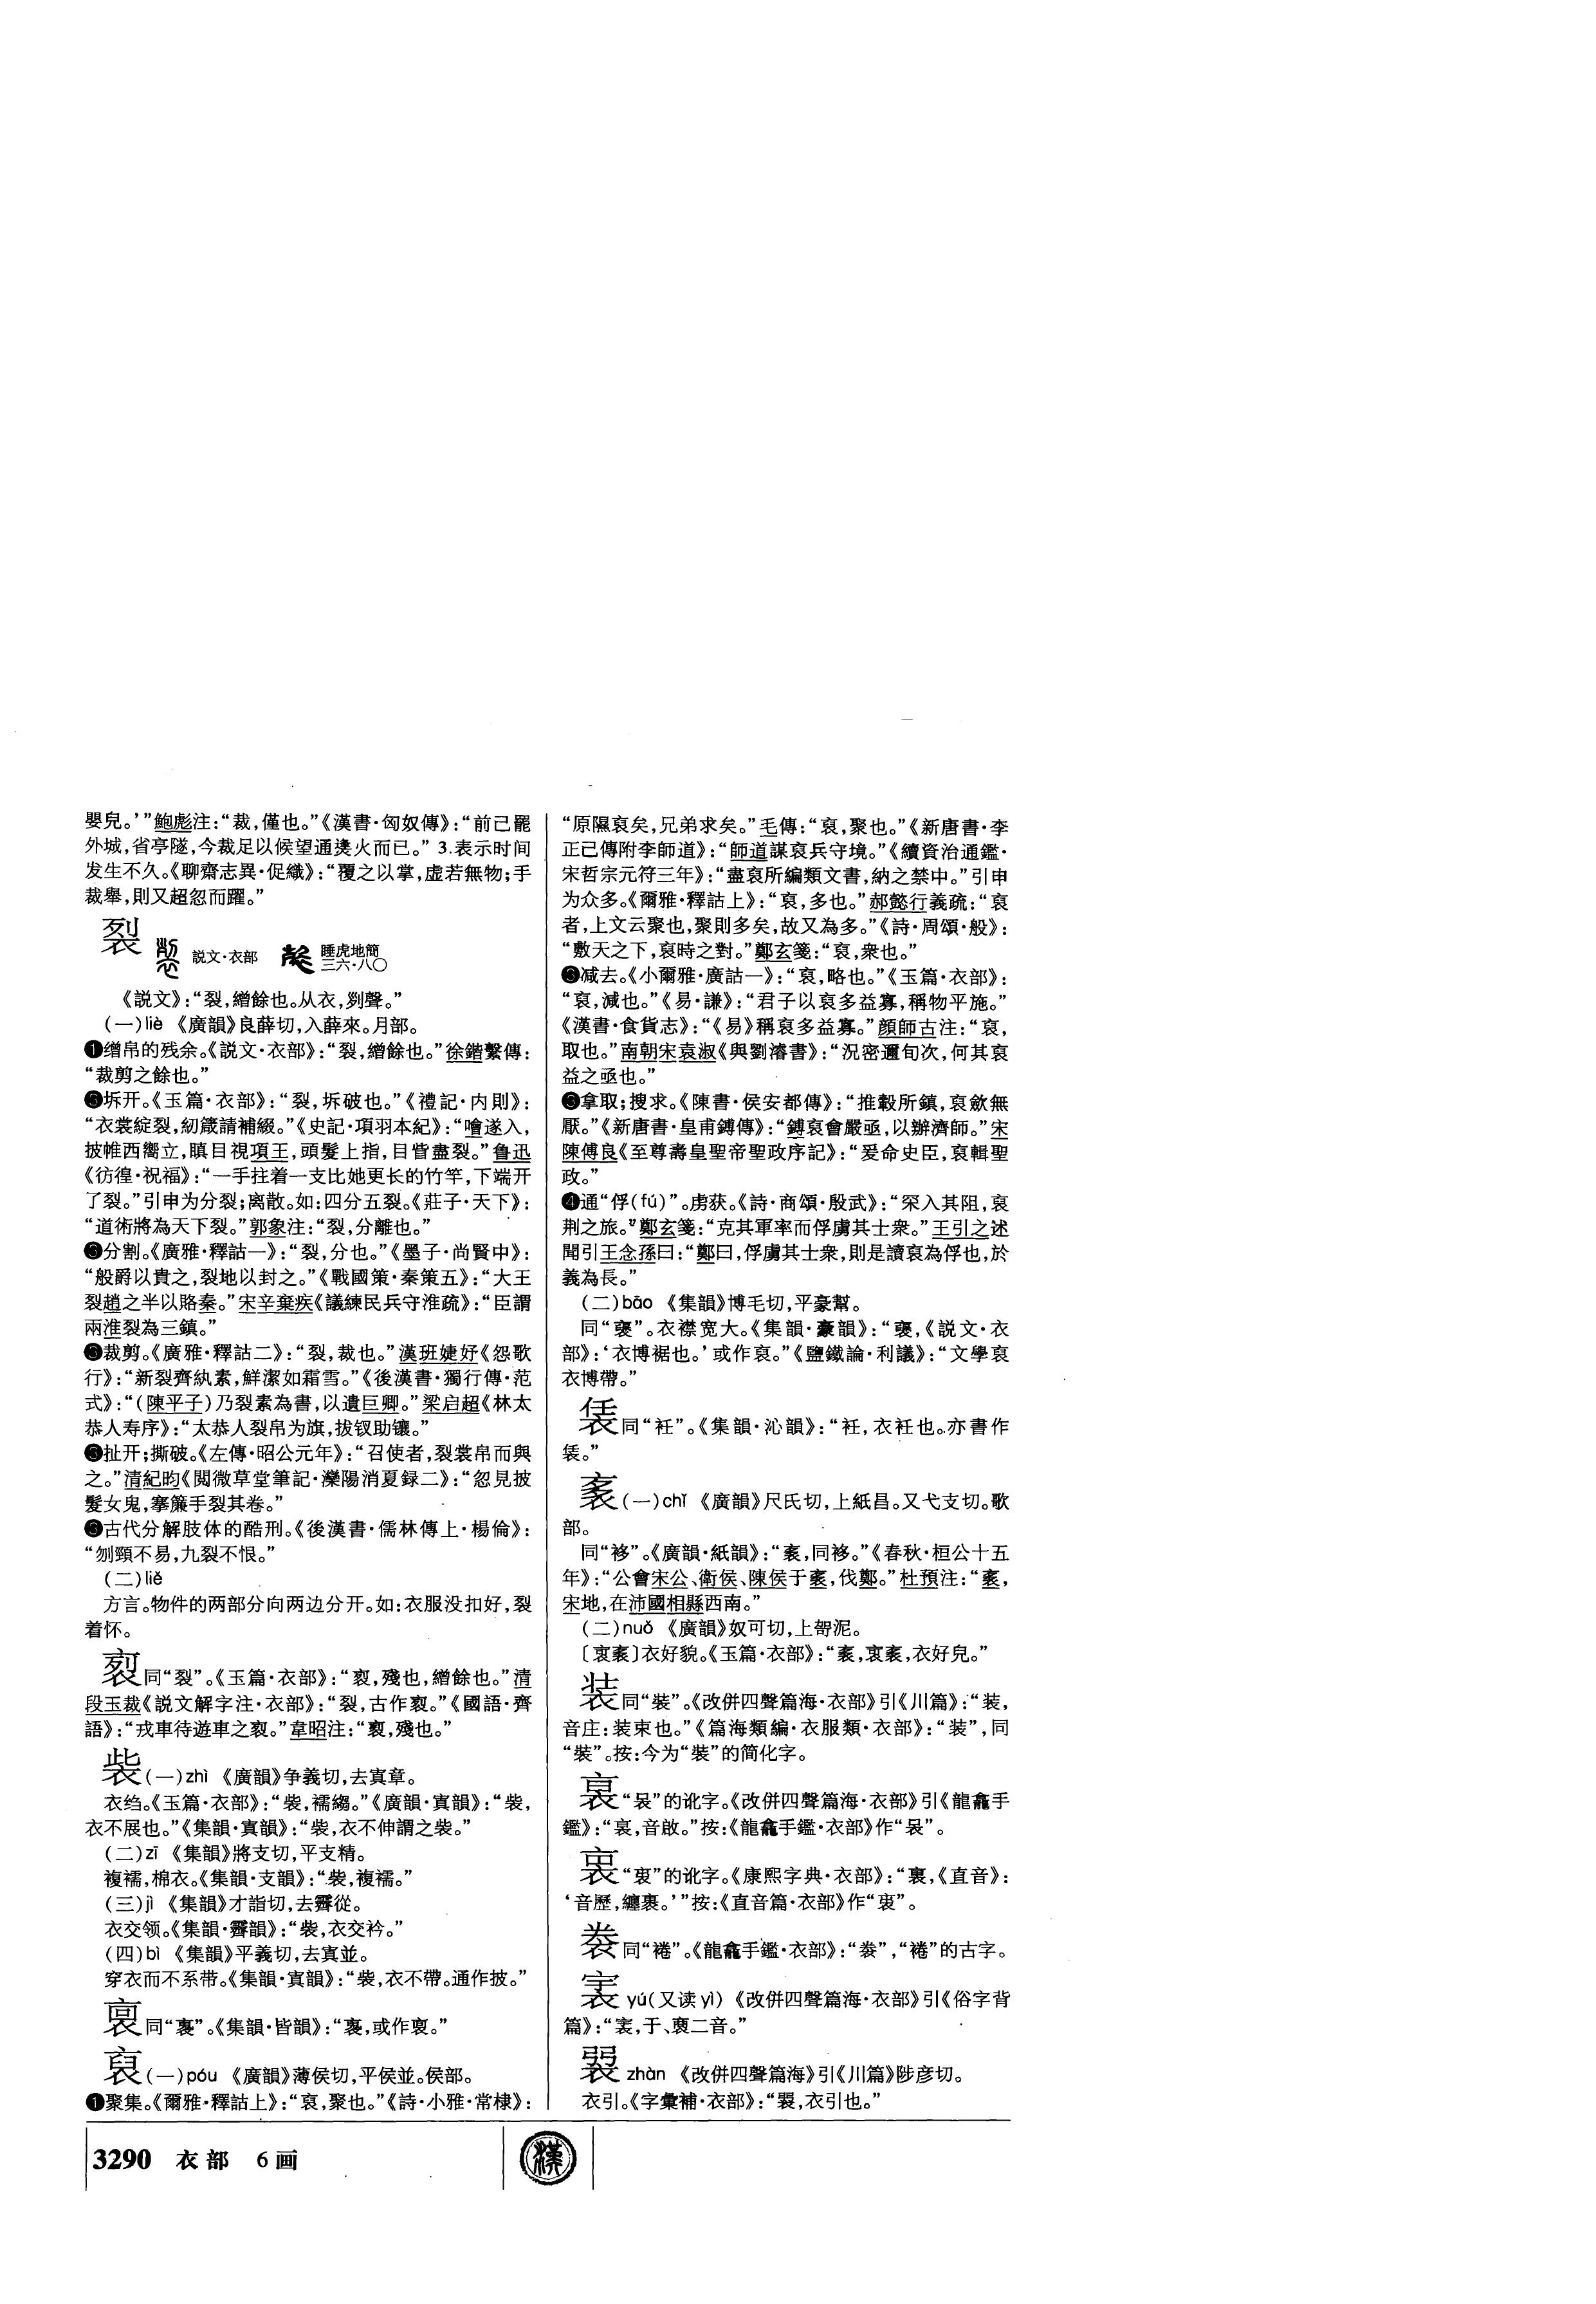 嬰兒。’”鮑彪注：“裁，僅也。”《漢書·匈奴傳》：“前已罷
外城，省亭隧，今裁足以候望通㷭火而已。”3.表示时间
发生不久。《聊齋志異·促織》：“覆之以掌，虚若無物；手
裁舉，則又超忽而躍。”
裂 説文·衣部 睡虎地簡
三六·八〇
《説文》：“裂，繒餘也。从衣，𠛱聲。”
（一）liè 《廣韻》良薛切，入薛來。月部。
❶缯帛的残余。《説文·衣部》：“裂，繒餘也。”徐鍇繫傳：
“裁剪之餘也。”
❸坼开。《玉篇·衣部》：“裂，坼破也。”《禮記·内則》：
“衣裳綻裂，紉箴請補綴。”《史記·項羽本紀》：“噲遂入，
披帷西嚮立，瞋目視項王，頭髮上指，目眥盡裂。”鲁迅
《彷徨·祝福》：“一手拄着一支比她更长的竹竿，下端开
了裂。”引申为分裂；离散。如：四分五裂。《莊子·天下》：
“道術將為天下裂。”郭象注：“裂，分離也。”
❸分割。《廣雅·釋詁一》：“裂，分也。”《墨子·尚賢中》：
“般爵以貴之，裂地以封之。”《戰國策·秦策五》：“大王
裂趙之半以賂秦。”宋辛棄疾《議練民兵守淮疏》：“臣謂
兩淮裂為三鎮。”
❸裁剪。《廣雅·釋詁二》：“裂，裁也。”漢班婕妤《怨歌
行》：“新裂齊紈素，鮮潔如霜雪。”《後漢書·獨行傳·范
式》：“（陳平子）乃裂素為書，以遺巨卿。”梁启超《林太
恭人寿序》：“太恭人裂帛为旗，拔钗助镶。”
❸扯开；撕破。《左傳·昭公元年》：“召使者，裂裳帛而與
之。”清紀昀《閲微草堂筆記·灤陽消夏録二》：“忽見披
髮女鬼，搴簾手裂其卷。”
❸古代分解肢体的酷刑。《後漢書·儒林傳上·楊倫》：
“刎頸不易，九裂不恨。”
（二）liě
方言。物件的两部分向两边分开。如：衣服没扣好，裂
着怀。
裛同“裂”。《玉篇·衣部》：“𧙩，殘也，繒餘也。”清
段玉裁《説文解字注·衣部》：“裂，古作𧙩。”《國語·齊
語》：“戎車待遊車之𧙩。”韋昭注：“𧙩，殘也。”
裚（一）zhì 《廣韻》争義切，去寘章。
衣绉。《玉篇·衣部》：“㧘，襦縐。”《廣韻·寘韻》：“㧘，
衣不展也。”《集韻·寘韻》：“㧘，衣不伸謂之㧘。”
（二）zī 《集韻》將支切，平支精。
複襦，棉衣。《集韻·支韻》：“㧘，複襦。”
（三）jì 《集韻》才詣切，去霽從。
衣交领。《集韻·霽韻》：“㧘，衣交衿。”
（四）bì 《集韻》平義切，去寘並。
穿衣而不系带。《集韻·寘韻》：“㧘，衣不帶。通作披。”
同“褢”。《集韻·皆韻》：“褢，或作𧚍。”
裒（一）póu 《廣韻》薄侯切，平侯並。侯部。
❶聚集。《爾雅·釋詁上》：“裒，聚也。”《詩·小雅·常棣》：
“原隰裒矣，兄弟求矣。”毛傳：“裒，聚也。”《新唐書·李
正己傳附李師道》：“師道謀裒兵守境。”《續資治通鑑·
宋哲宗元符三年》：“盡裒所編類文書，納之禁中。”引申
为众多。《爾雅·釋詁上》：“裒，多也。”郝懿行義疏：“裒
者，上文云聚也，聚則多矣，故又為多。”《詩·周頌·般》：
“敷天之下，裒時之對。”鄭玄箋：“裒，衆也。”
❸减去。《小爾雅·廣詁一》：“裒，略也。”《玉篇·衣部》：
“裒，減也。”《易·謙》：“君子以裒多益寡，稱物平施。”
《漢書·食貨志》：“《易》稱裒多益寡。”顔師古注：“裒，
取也。”南朝宋袁淑《與劉濬書》：“況密邇旬次，何其裒
益之亟也。”
❸拿取；搜求。《陳書·侯安都傳》：“推轂所鎮，裒斂無
厭。”《新唐書·皇甫鎛傳》：“鎛裒會嚴亟，以辦濟師。”宋
陳傅良《至尊壽皇聖帝聖政序記》：“爰命史臣，裒輯聖
政。”
❹通“俘（fú）”。虏获。《詩·商頌·殷武》：“罙入其阻，裒
荆之旅。”鄭玄箋：“克其軍率而俘虜其士衆。”王引之述
聞引王念孫曰：“鄭曰，俘虜其士衆，則是讀裒為俘也，於
義為長。”
（二）bāo 《集韻》博毛切，平豪幫。
同“襃”。衣襟宽大。《集韻·豪韻》：“襃，《説文·衣
部》：‘衣博裾也。’或作裒。”《鹽鐵論·利議》：“文學裒
衣博帶。”
同“衽”。《集韻·沁韻》：“衽，衣衽也。亦書作
袋。”
袲（一）chǐ 《廣韻》尺氏切，上紙昌。又弋支切。歌
部。
同“袳”。《廣韻·紙韻》：“袲，同袳。”《春秋·桓公十五
年》：“公會宋公、衛侯、陳侯于袲，伐鄭。”杜預注：“袲，
宋地，在沛國相縣西南。”
（二）nuǒ 《廣韻》奴可切，上哿泥。
〔𧘸袲〕衣好貌。《玉篇·衣部》：“袲，𧘸袲，衣好皃。”
装同“裝”。《改併四聲篇海·衣部》引《川篇》：“装，
音庄：装束也。”《篇海類編·衣服類·衣部》：“装”，同
“裝”。按：今为“裝”的简化字。
的讹字。《改併四聲篇海·衣部》引《龍龕手
鑑》：音啟。”按：《龍龕手鑑·衣部》作
的讹字。《康熙字典·衣部》：《直音》：
‘音歷，纏裹。’”按：《直音篇·衣部》作
同“裷”。《龍龕手鑑·衣部》：“裷”的古字。
yú（又读yì）《改併四聲篇海·衣部》引《俗字背
篇》：于、裔二音。”
zhàn 《改併四聲篇海》引《川篇》陟彦切。
衣引。《字彙補·衣部》：衣引也。”
3290 衣部 6画
漢